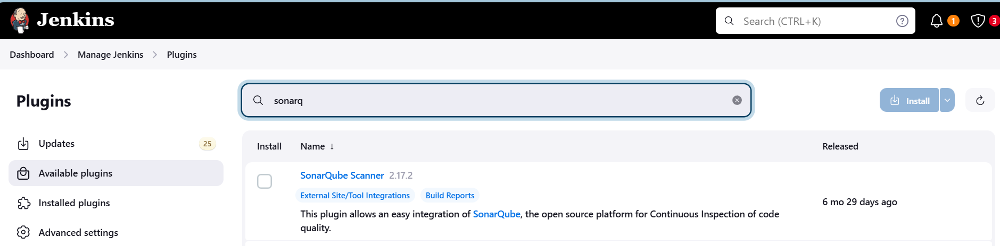 Jenkins
Search (CTRL+K)
1
3
Dashboard
Manage Jenkins
Plugins
Plugins
sonarq
Install
Updates
25
Available plugins
Installed plugins
Advanced settings
Install Name ↓ Released
SonarQube Scanner 2.17.2
External Site/Tool Integrations Build Reports
This plugin allows an easy integration of SonarQube, the open source platform for Continuous Inspection of code
quality.
6 mo 29 days ago